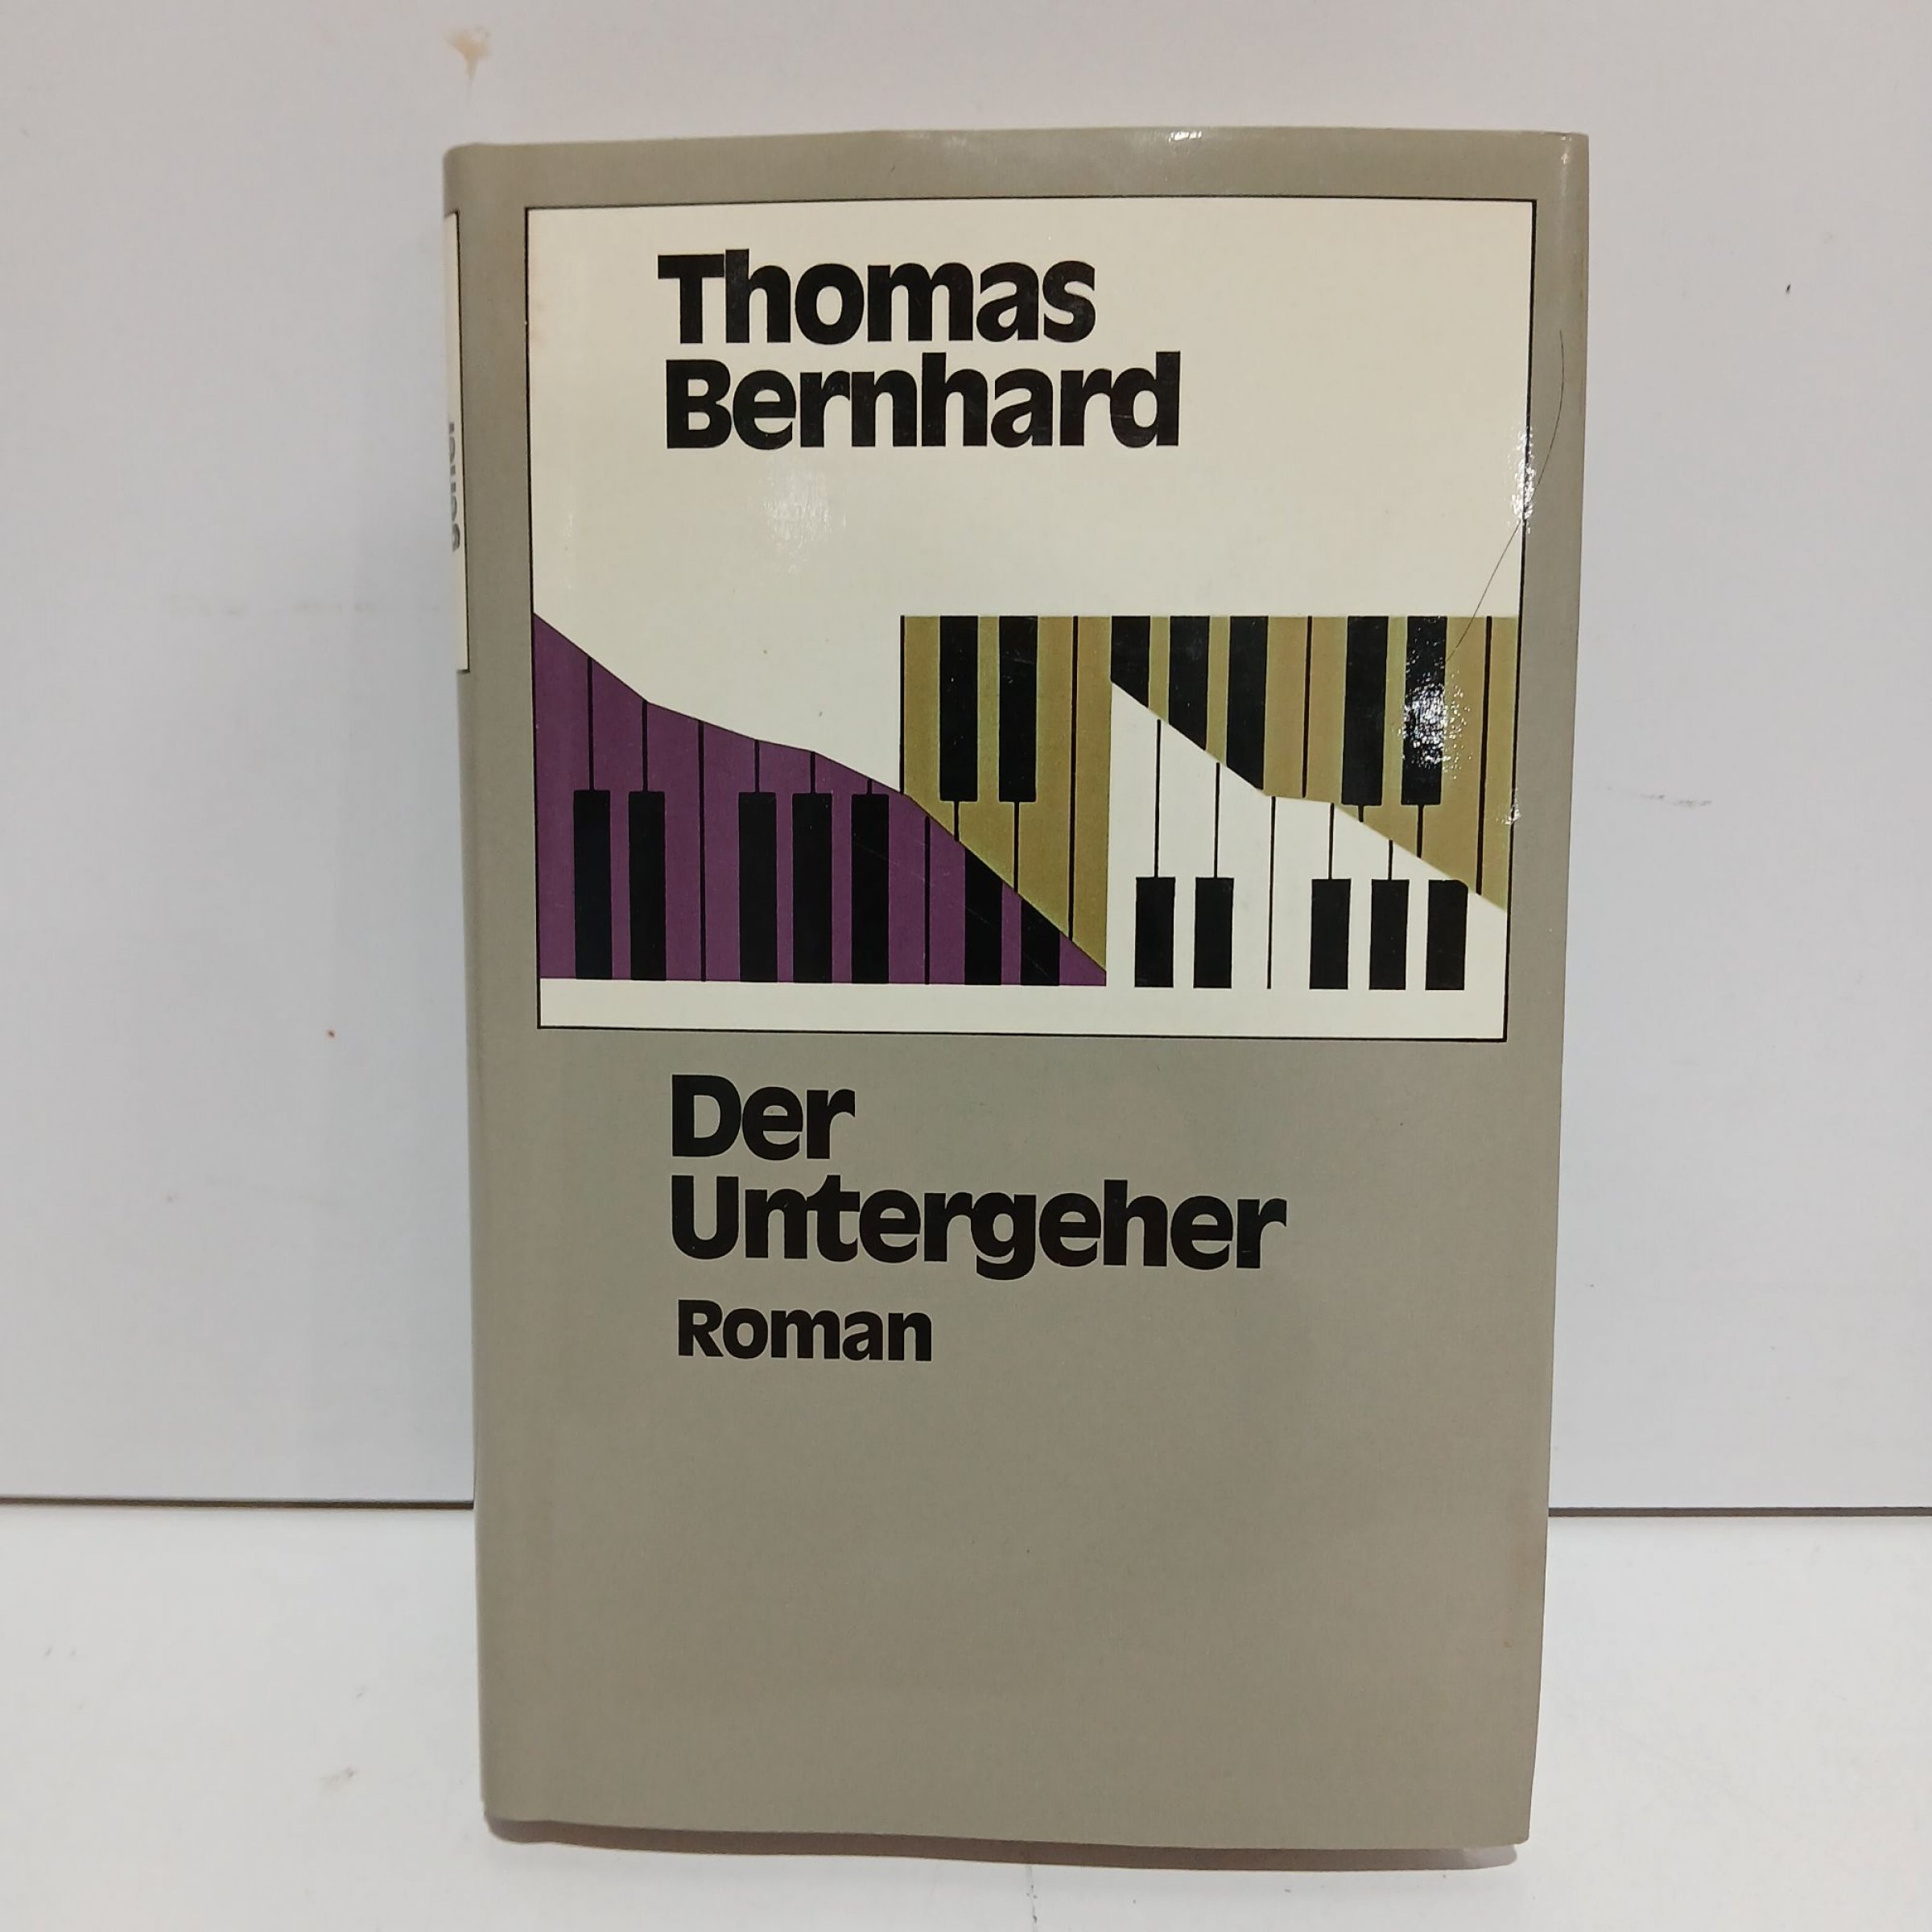 Thomas
Bernhard
Der
Untergeher
Roman